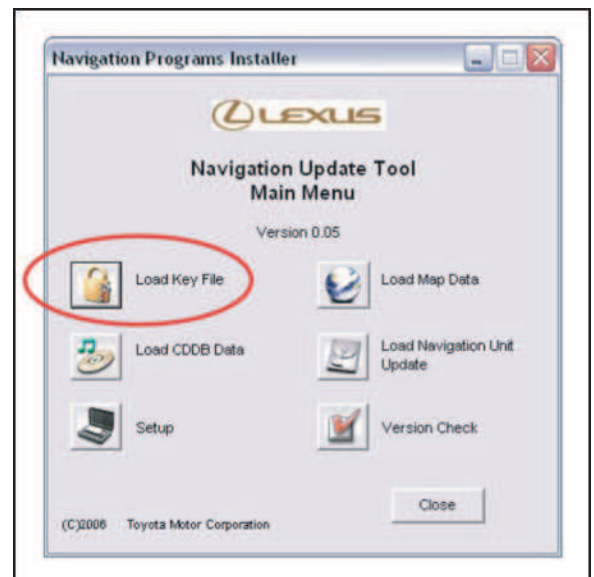 Navigation Programs Installer
LEXUS
Navigation Update Tool
Main Menu
Version 0.05
Load Key File
Load Map Data
Load CDDB Data
Load Navigation Unit
Update
Setup
Version Check
Close
(C)2006 Toyota Motor Corporation